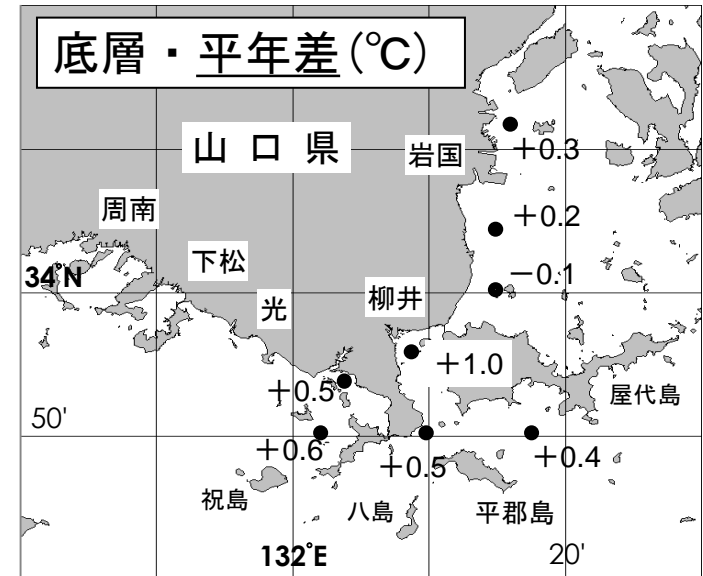 底層・平年差(℃)
山口県
岩国
+0.3
周南
+0.2
下松
34°N
−0.1
光
柳井
+1.0
+0.5
屋代島
50'
+0.6
+0.5
+0.4
祝島
八島
平郡島
132°E
20'